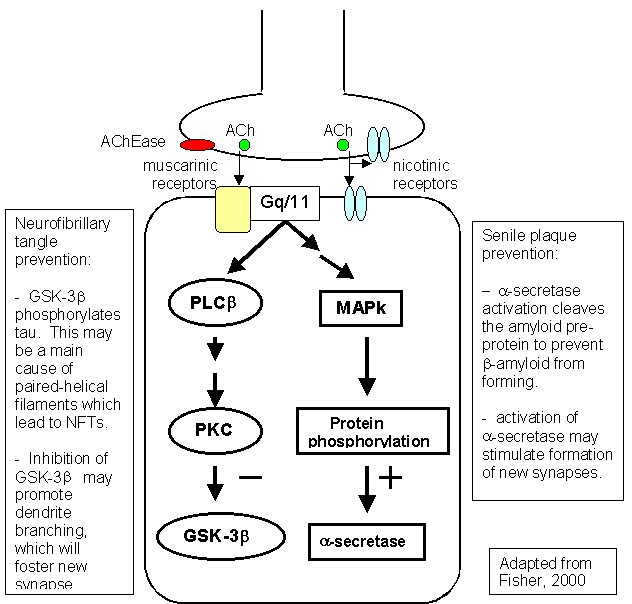 AChEase
ACh
ACh
muscarinic
receptors
nicotinic
receptors
Gq/11
Neurofibrillary
tangle
prevention:
- GSK-3β
phosphorylates
tau. This may
be a main
cause of
paired-helical
filaments which
lead to NFTs.
- Inhibition of
GSK-3β may
promote
dendrite
branching,
which will
foster new
synapse
PLCβ
MAPk
PKC
Protein
phosphorylation
–
+
GSK-3β
α-secretase
Senile plaque
prevention:
– α-secretase
activation cleaves
the amyloid pre-
protein to prevent
β-amyloid from
forming.
- activation of
α-secretase may
stimulate formation
of new synapses.
Adapted from
Fisher, 2000